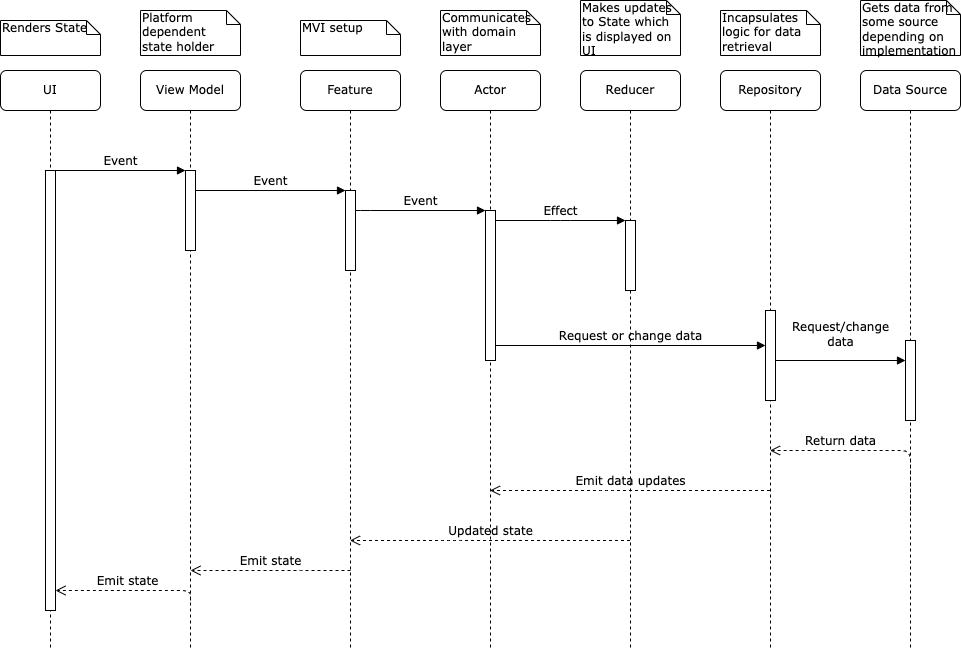 Renders State
Platform
dependent
state holder
MVI setup
Communicates
with domain
layer
Makes updates
to State which
is displayed on
UI
Incapsulates
logic for data
retrieval
Gets data from
some source
depending on
implementation
UI
View Model
Feature
Actor
Reducer
Repository
Data Source
Event
Event
Event
Effect
Request or change data
Request/change
data
Return data
Emit data updates
Updated state
Emit state
Emit state